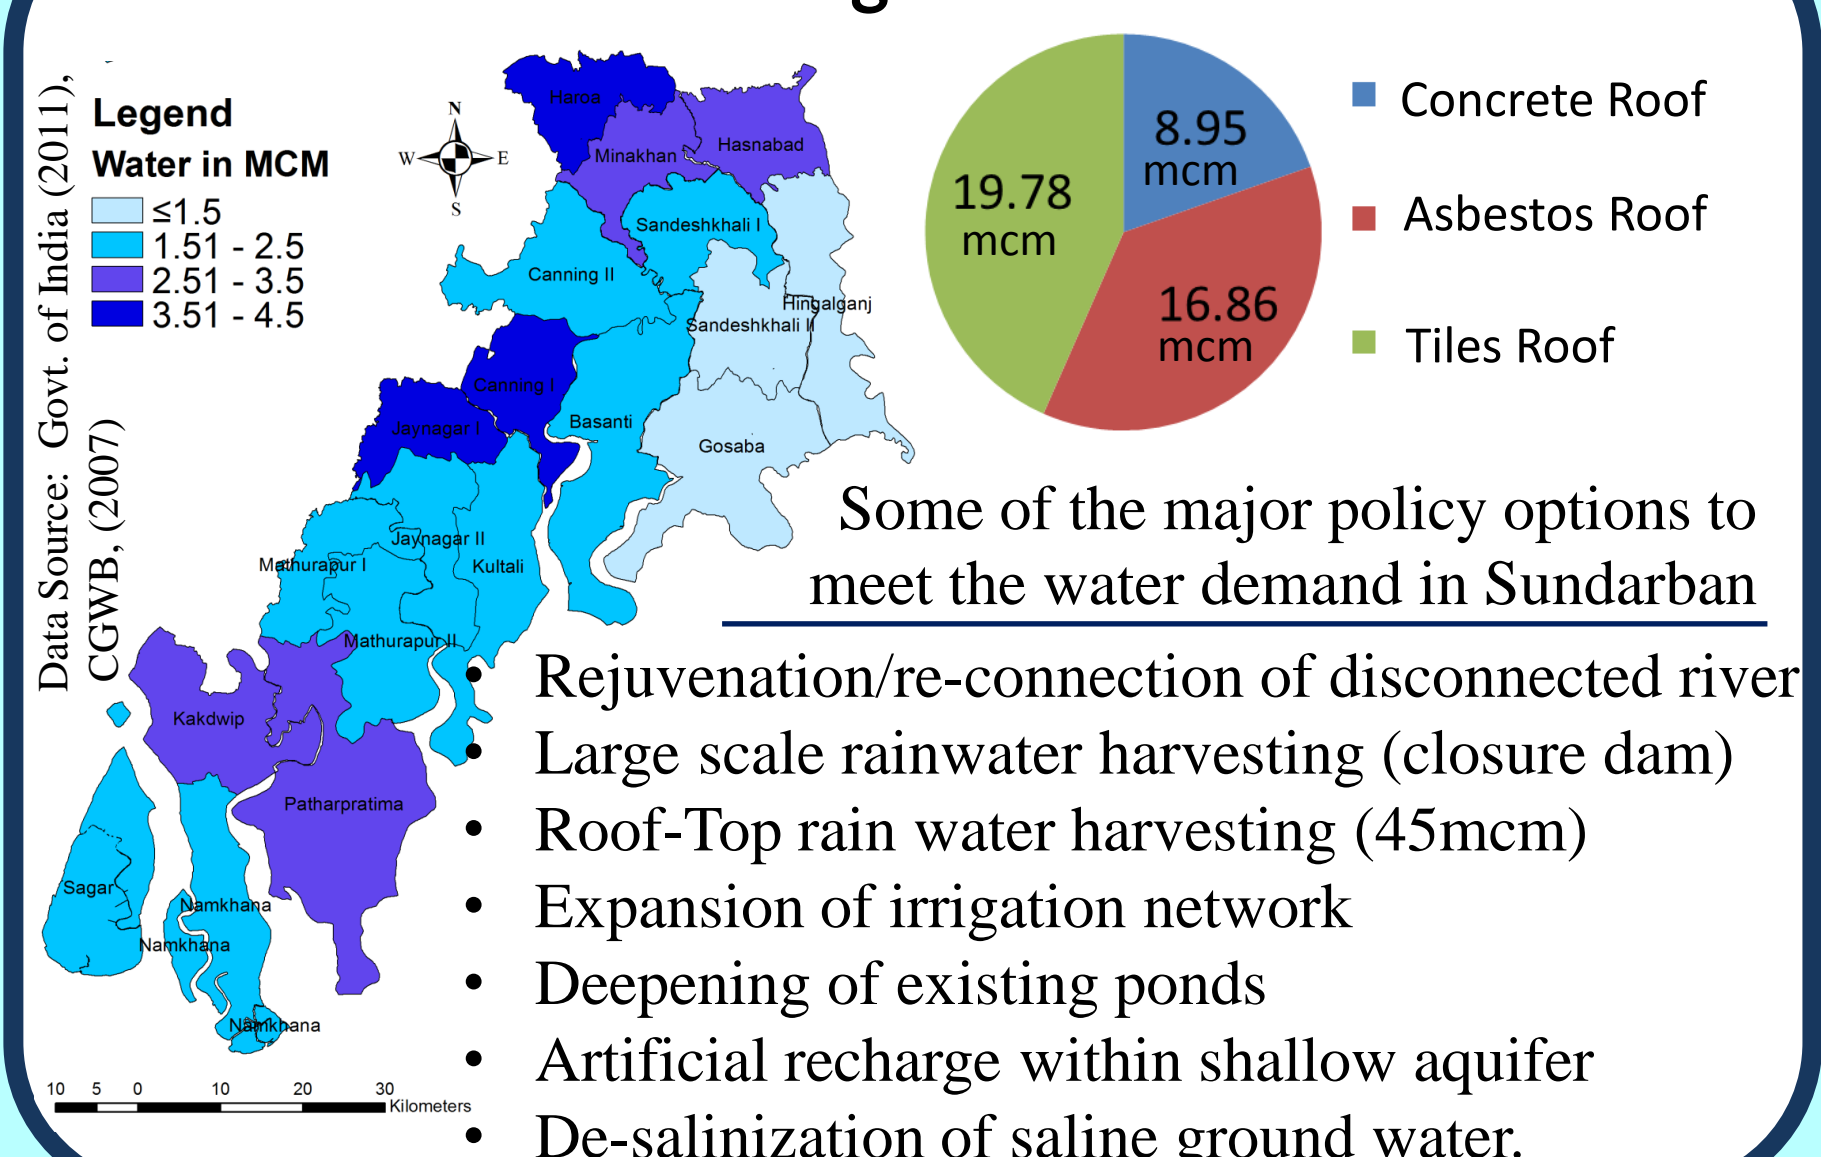 Data Source: Govt. of India (2011),
CGWB, (2007)
Legend
Water in MCM
≤1.5
1.51 - 2.5
2.51 - 3.5
3.51 - 4.5
N
W
E
S
Haroa
Minakhan
Hasnabad
Sandeshkhali I
Canning II
Hingalganj
Sandeshkhali II
Canning I
Basanti
Jaynagar I
Gosaba
Jaynagar II
Mathurapur I
Kultali
Mathurapur II
Kakdwip
Patharpratima
Sagar
Namkhana
Namkhana
Namkhana
10 5 0 10 20 30
Kilometers
8.95
mcm
19.78
mcm
16.86
mcm
Concrete Roof
Asbestos Roof
Tiles Roof
Some of the major policy options to
meet the water demand in Sundarban
• Rejuvenation/re-connection of disconnected river
• Large scale rainwater harvesting (closure dam)
• Roof-Top rain water harvesting (45mcm)
• Expansion of irrigation network
• Deepening of existing ponds
• Artificial recharge within shallow aquifer
• De-salinization of saline ground water.